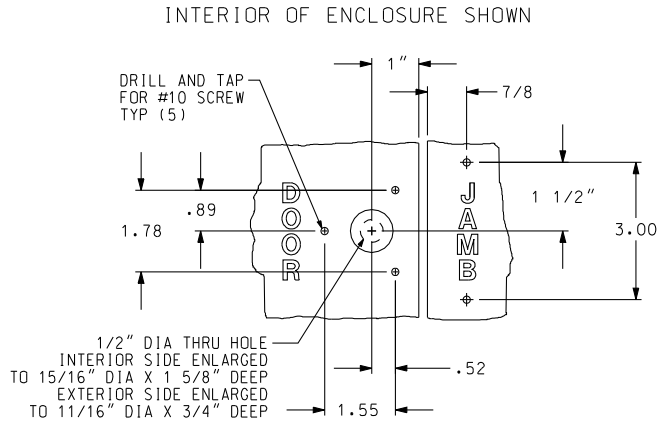 INTERIOR OF ENCLOSURE SHOWN
1"
DRILL AND TAP
FOR #10 SCREW
TYP (5)
7/8
DOOR
JAMB
1 1/2"
.89
1.78
3.00
1/2" DIA THRU HOLE
INTERIOR SIDE ENLARGED
TO 15/16" DIA X 1 5/8" DEEP
EXTERIOR SIDE ENLARGED
TO 11/16" DIA X 3/4" DEEP
.52
1.55